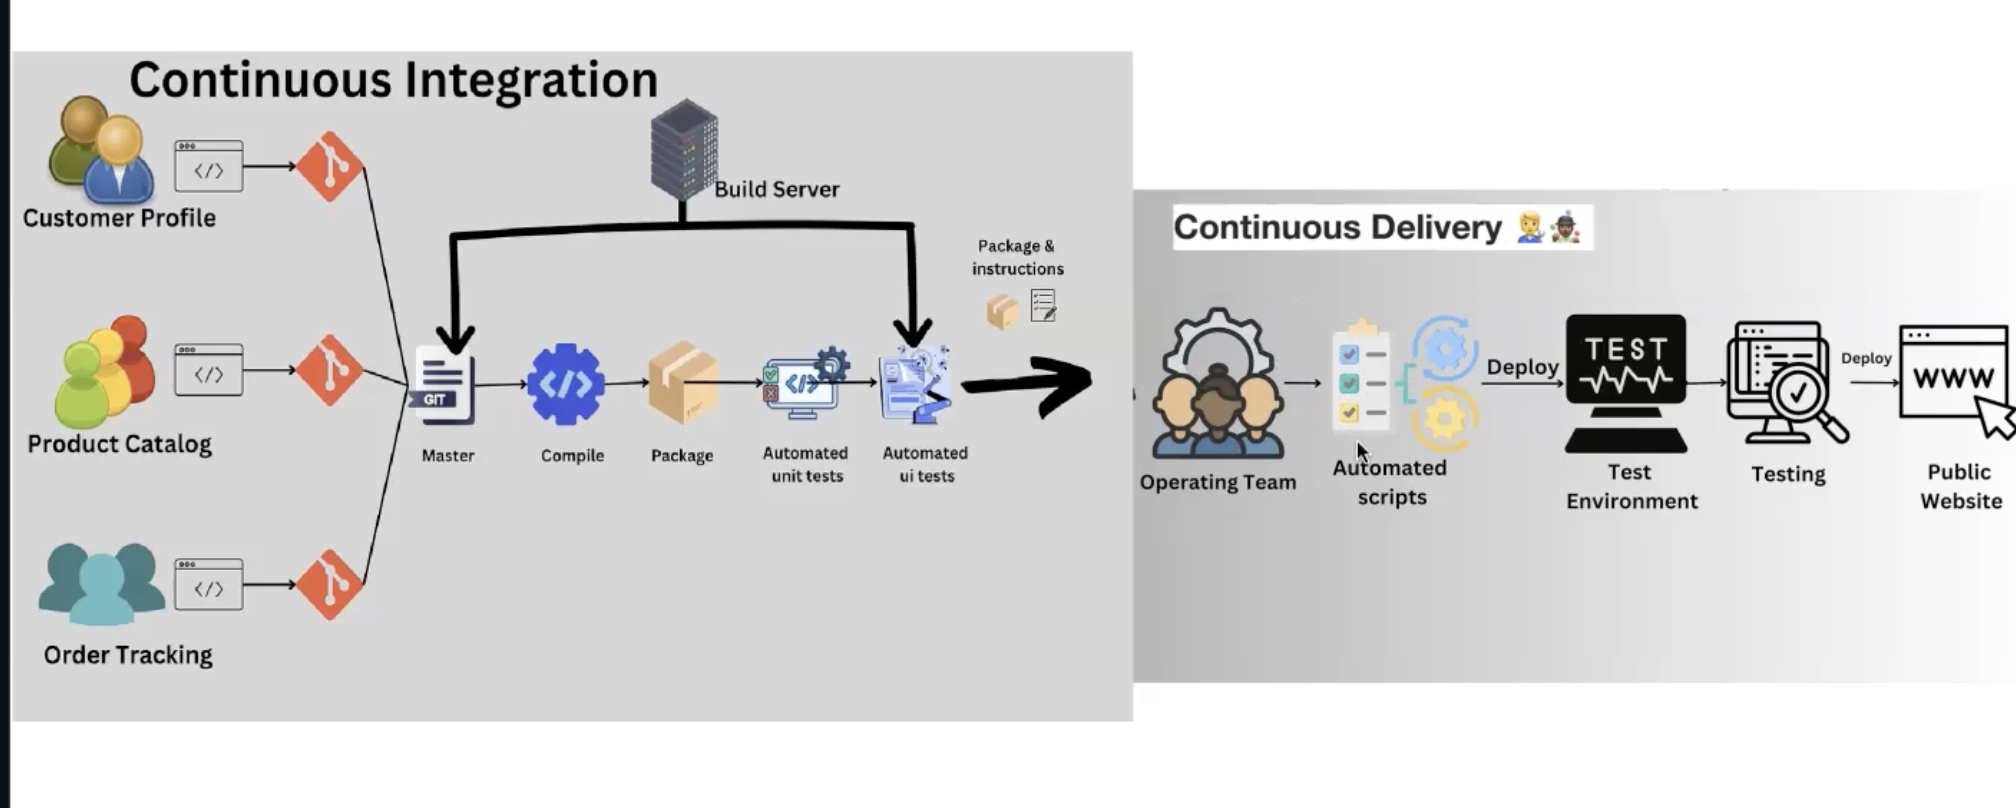 Continuous Integration
</>
Customer Profile
Build Server
Package &
instructions
</>
Product Catalog
GIT
</>
</>
Master
Compile
Package
Automated
unit tests
Automated
ui tests
</>
Order Tracking
Continuous Delivery 
Operating Team
Automated
scripts
Deploy
TEST
Test
Environment
Testing
Deploy
WWW
Public
Website